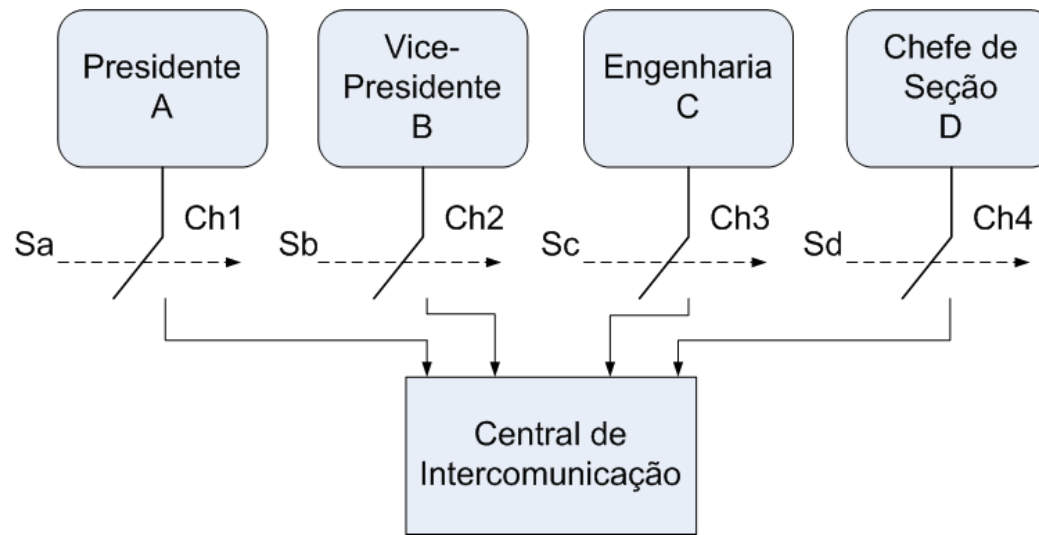 Presidente
A
Vice-
Presidente
B
Engenharia
C
Chefe de
Seção
D
Sa
Ch1
Sb
Ch2
Sc
Ch3
Sd
Ch4
Central de
Intercomunicação